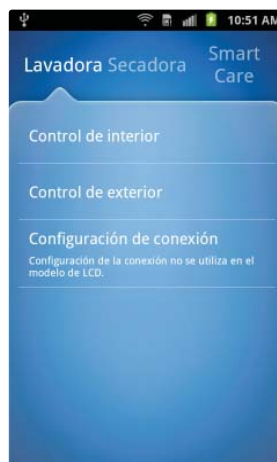 10:51 AM
Lavadora Secadora Smart
Care
Control de interior
Control de exterior
Configuración de conexión
Configuración de la conexión no se utiliza en el
modelo de LCD.